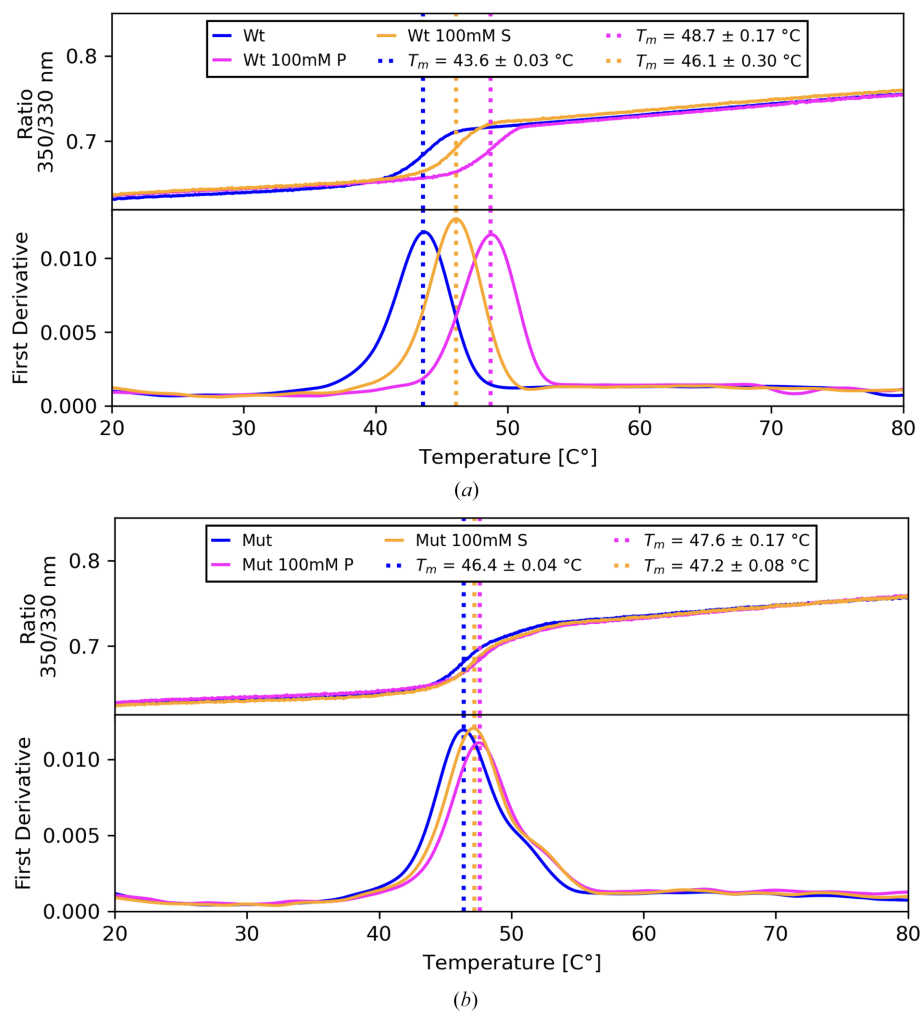 0.8
Wt Wt 100mM S Tm = 48.7 ± 0.17 °C
Wt 100mM P Tm = 43.6 ± 0.03 °C Tm = 46.1 ± 0.30 °C
Ratio
350/330 nm
0.7
First Derivative
0.010
0.005
0.000
20 30 40 50 60 70 80
Temperature [C°]
(a)
0.8
Mut Mut 100mM S Tm = 47.6 ± 0.17 °C
Mut 100mM P Tm = 46.4 ± 0.04 °C Tm = 47.2 ± 0.08 °C
Ratio
350/330 nm
0.7
First Derivative
0.010
0.005
0.000
20 30 40 50 60 70 80
Temperature [C°]
(b)